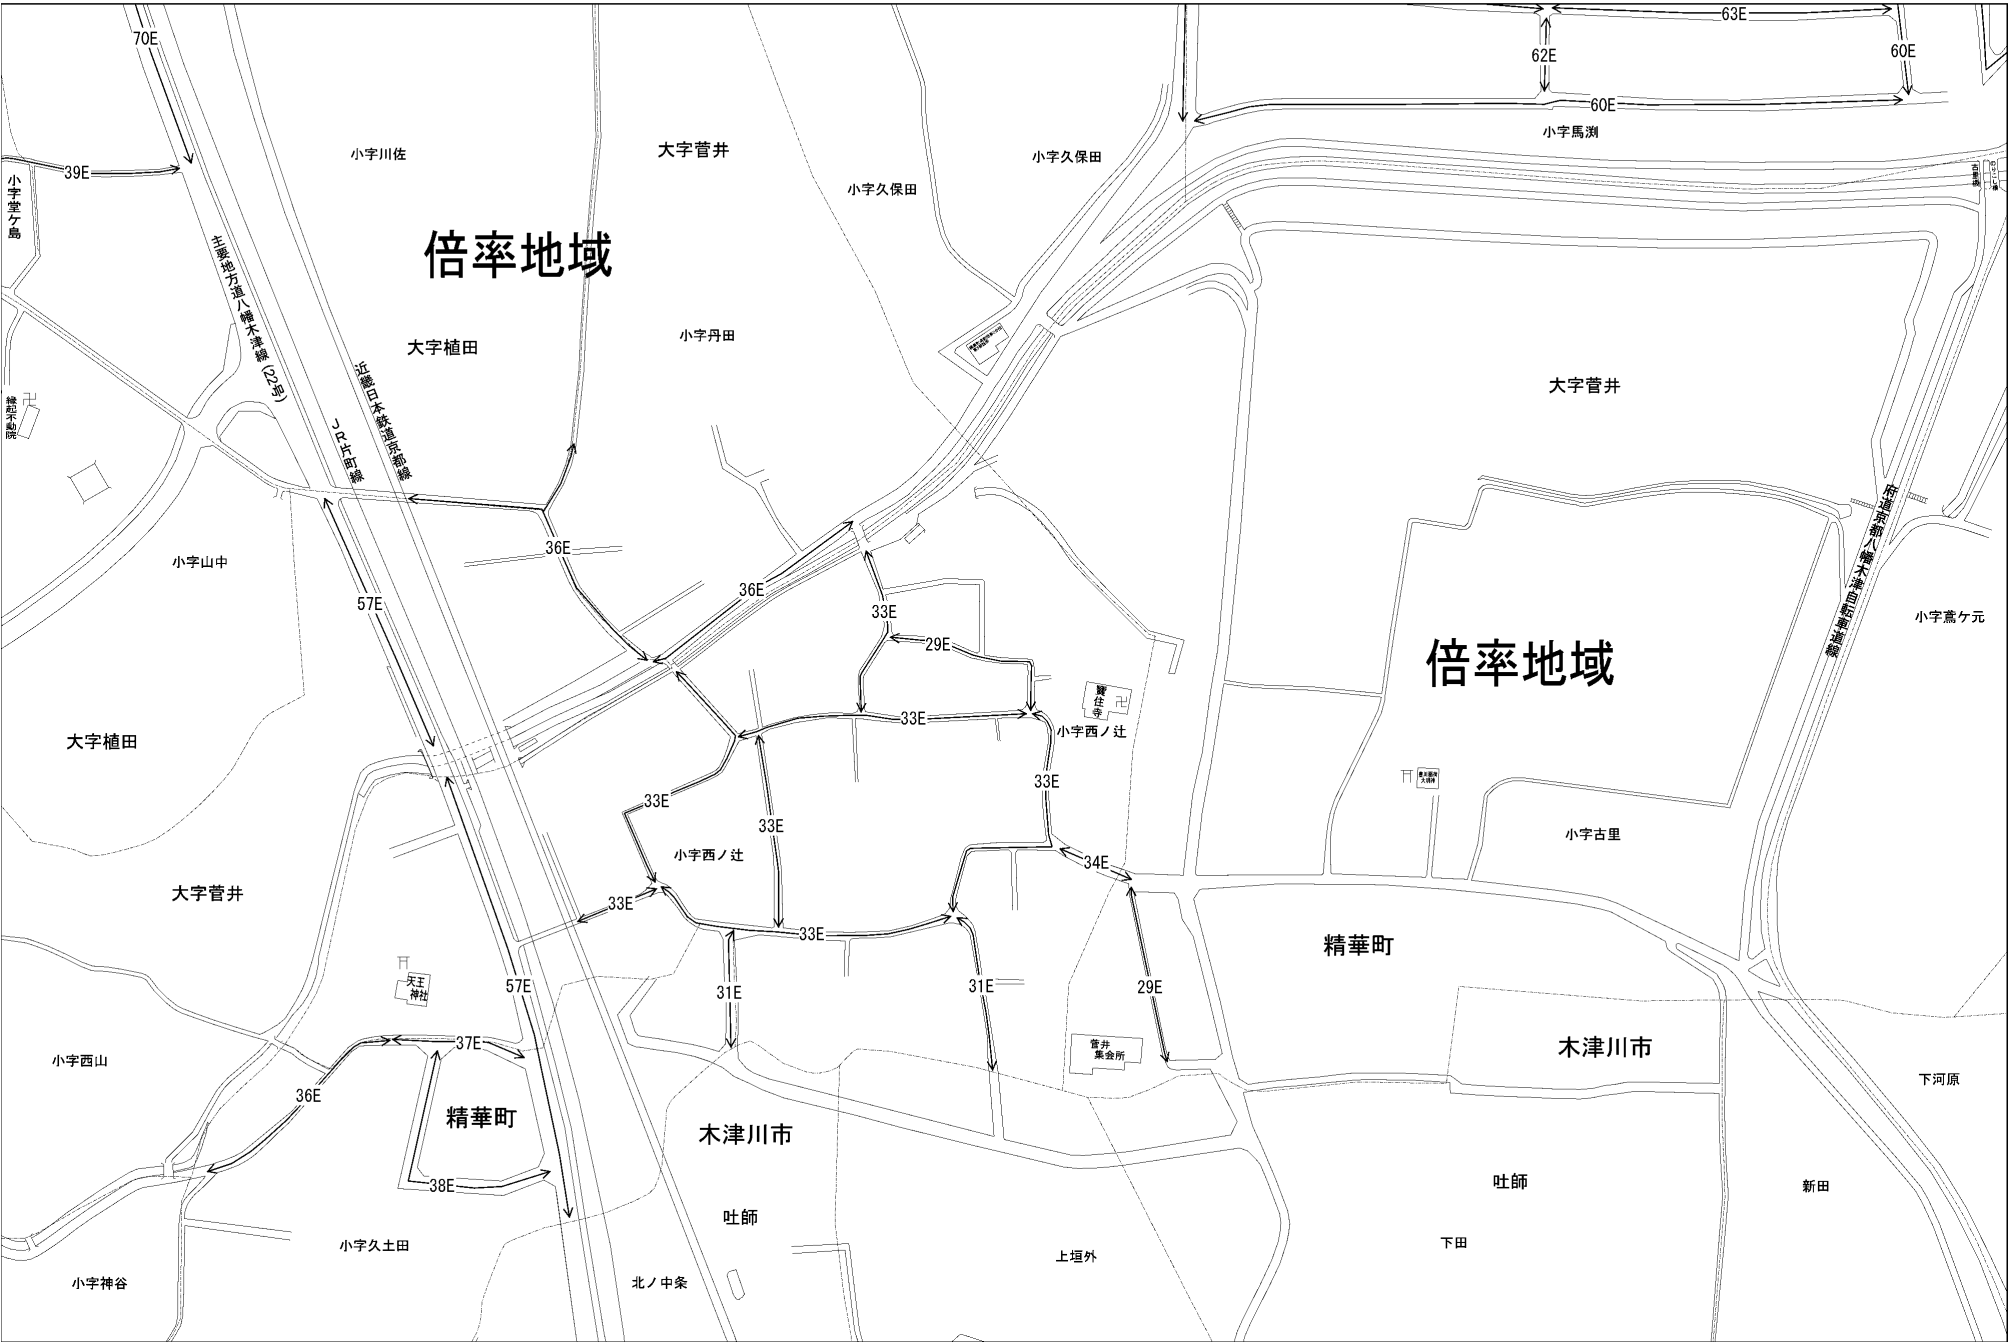 70E
63E
62E
60E
60E
小字馬渕
小字川佐
大字菅井
小字久保田
小字久保田
39E
小字堂ケ島
主要地方道八幡木津線(22号)
倍率地域
大字植田
小字丹田
近畿日本鉄道京都線
JR片町線
縁起不動院
大字菅井
府道京都八幡木津自転車道線
小字山中
36E
57E
36E
33E
29E
小字鳶ケ元
倍率地域
寶住寺
33E
小字西ノ辻
大字植田
33E
33E
33E
小字古里
小字西ノ辻
34E
大字菅井
33E
33E
精華町
天王
神社
57E
31E
31E
29E
37E
菅井
集会所
木津川市
小字西山
36E
下河原
精華町
木津川市
38E
吐師
新田
吐師
小字久土田
下田
上垣外
小字神谷
北ノ中条